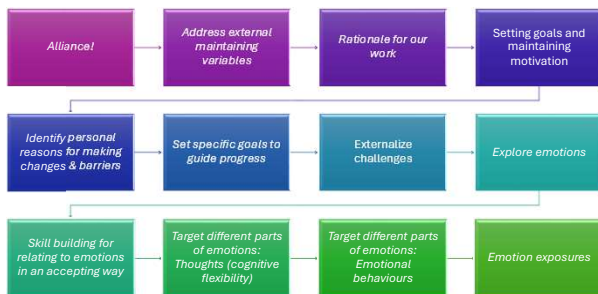 Alliance!
Address external
maintaining
variables
Rationale for our
work
Setting goals and
maintaining
motivation
Identify personal
reasons for making
changes & barriers
Set specific goals to
guide progress
Externalize
challenges
Explore emotions
Skill building for
relating to emotions
in an accepting way
Target different parts
of emotions:
Thoughts (cognitive
flexibility)
Target different parts
of emotions:
Emotional
behaviours
Emotion exposures